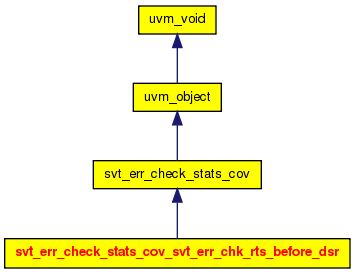 uvm_void
uvm_object
svt_err_check_stats_cov
svt_err_check_stats_cov_svt_err_chk_rts_before_dsr